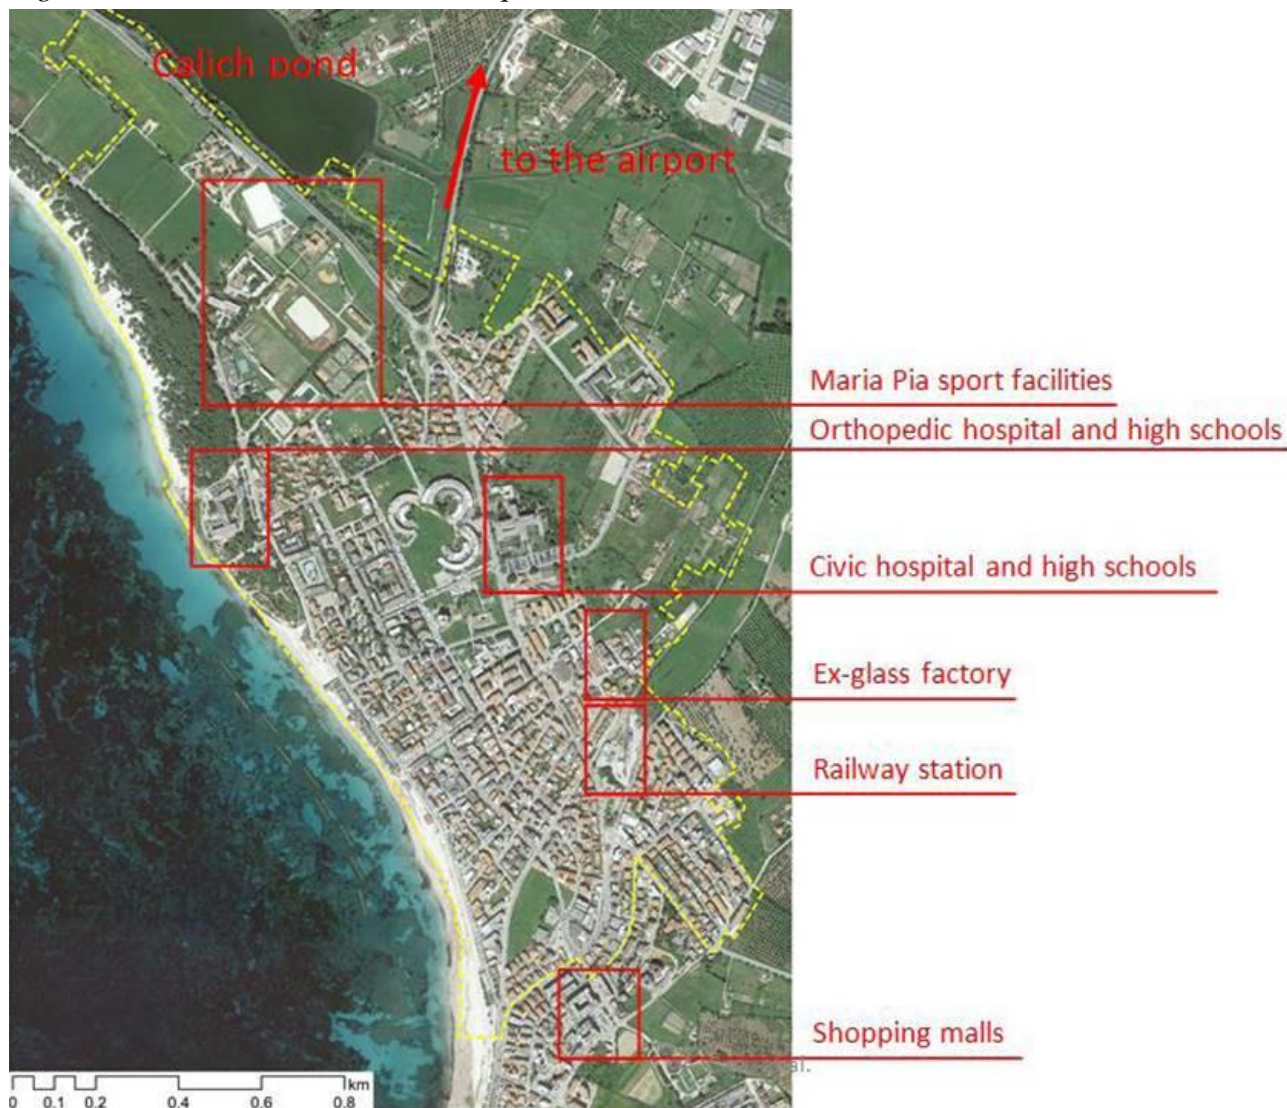 Calich pond
to the airport
Maria Pia sport facilities
Orthopedic hospital and high schools
Civic hospital and high schools
Ex-glass factory
Railway station
Shopping malls
km
0 0.1 0.2 0.4 0.6 0.8